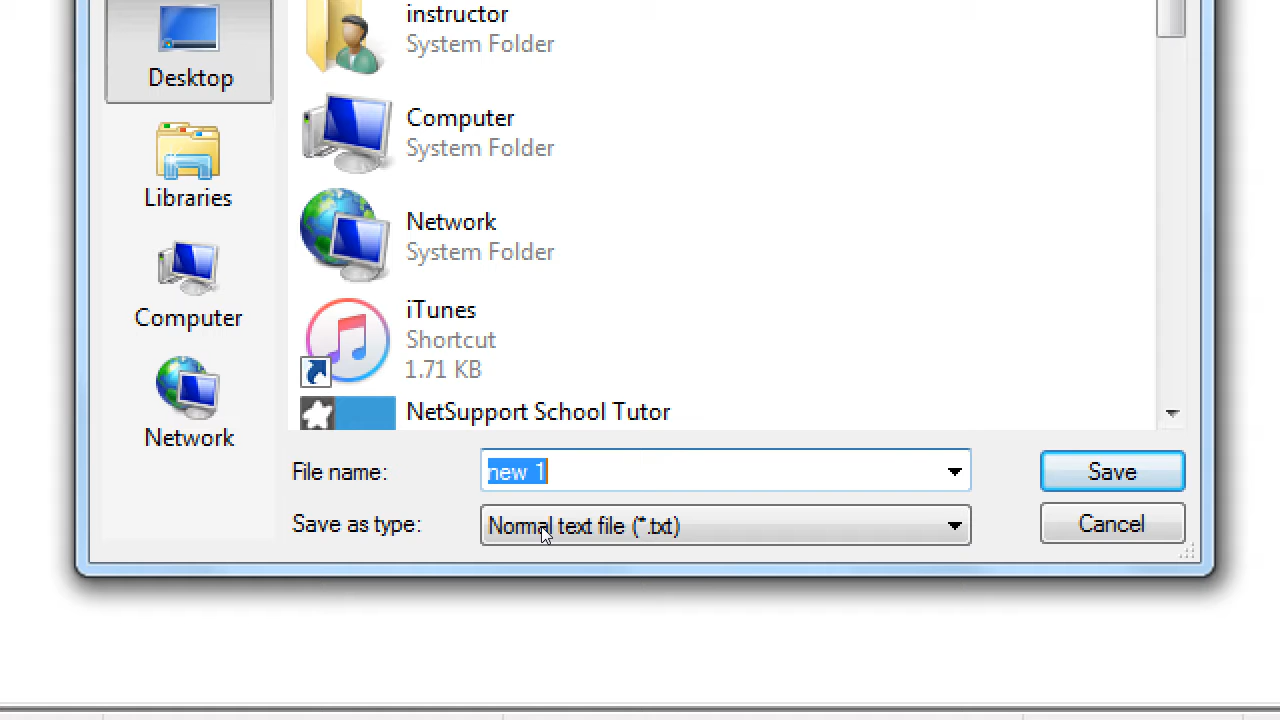 Desktop
Libraries
Computer
Network
instructor
System Folder
Computer
System Folder
Network
System Folder
iTunes
Shortcut
1.71 KB
NetSupport School Tutor
File name: new 1 Save
Save as type: Normal text file (*.txt) Cancel